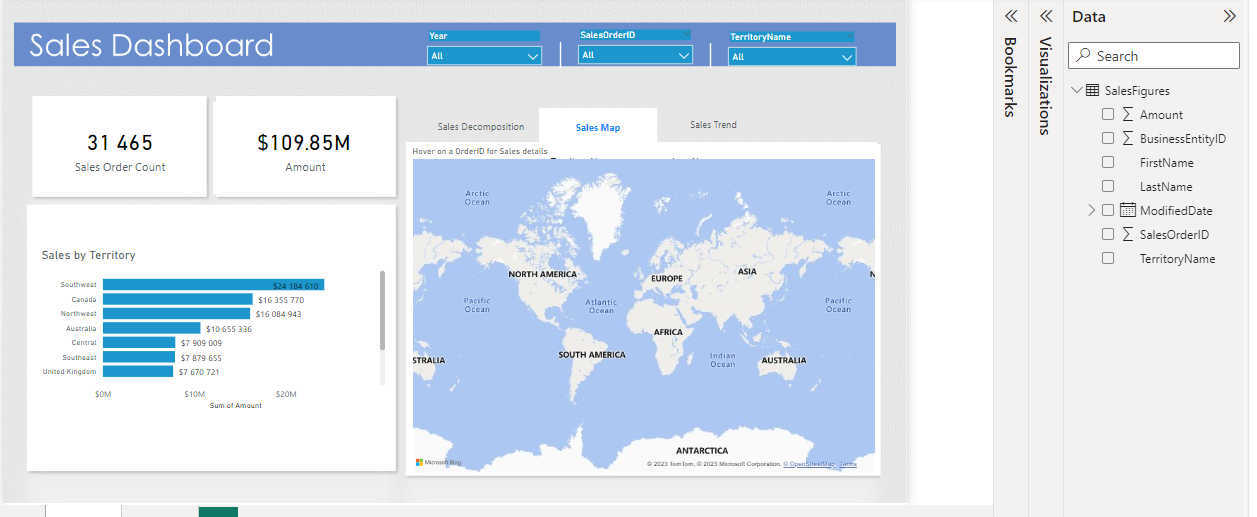 Sales Dashboard
Year
All
SalesOrderID
All
TerritoryName
All
31 465
Sales Order Count
$109.85M
Amount
Sales by Territory
Southwest $24 184 610
Canada $16 355 770
Northwest $16 084 943
Australia $10 655 336
Central $7 909 009
Southeast $7 879 655
United Kingdom $7 670 721
$0M $10M $20M
Sum of Amount
Sales Decomposition
Sales Map
Sales Trend
Hover on a OrderID for Sales details
Arctic
Ocean
Arctic
Ocean
NORTH AMERICA
EUROPE
ASIA
N
Pacific
Ocean
Atlantic
Ocean
Pacific
Ocean
AFRICA
STRALIA
SOUTH AMERICA
Indian
Ocean
AUSTRALIA
ANTARCTICA
Microsoft Bing
© 2023 TomTom, © 2023 Microsoft Corporation, © OpenStreetMap Terms
Bookmarks
Visualizations
Data
Search
SalesFigures
Amount
BusinessEntityID
FirstName
LastName
ModifiedDate
SalesOrderID
TerritoryName